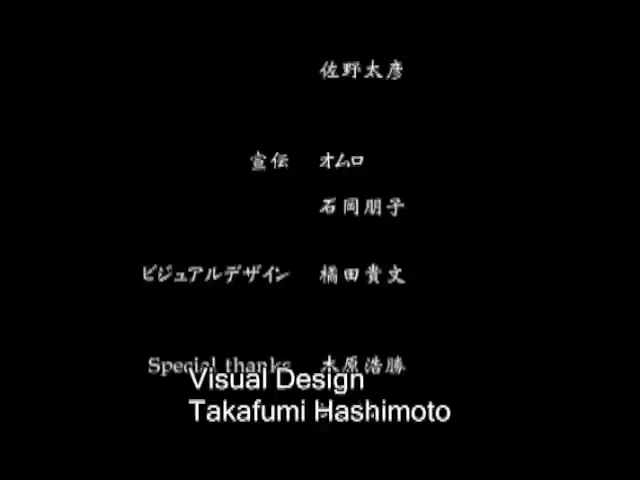 佐野太彦
宣伝 オムロ
石岡朋子
ビジュアルデザイン 橘田貴文
Special thanks 木原浩勝
Visual Design
Takafumi Hashimoto